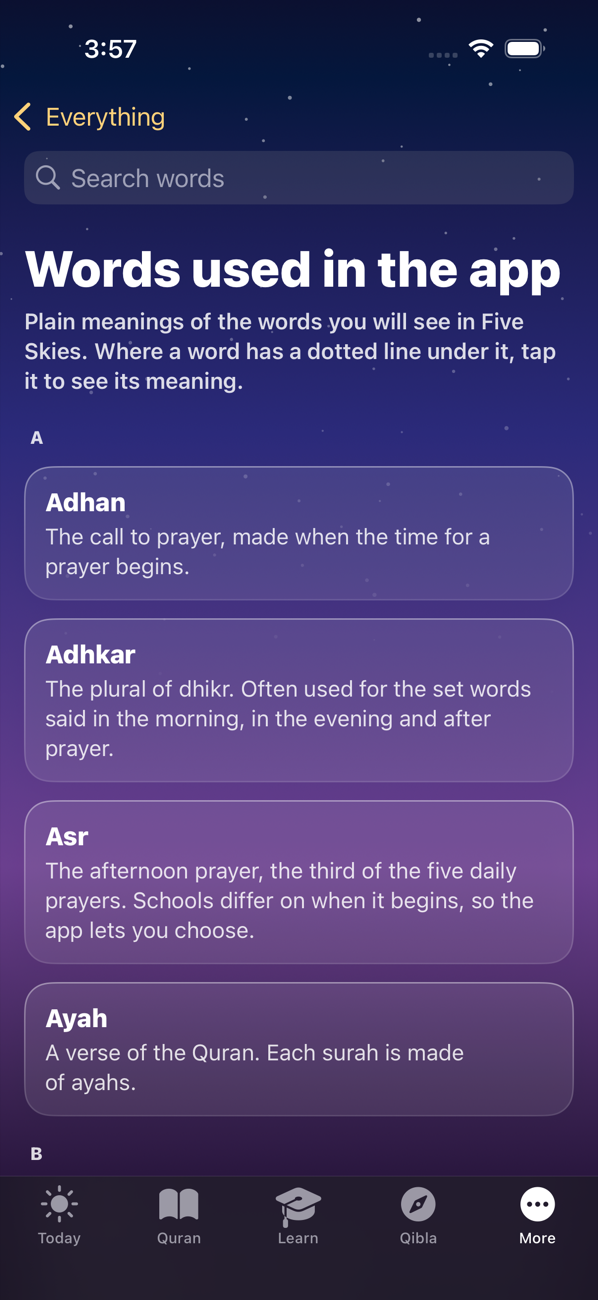 3:57
Everything
Search words
Words used in the app
Plain meanings of the words you will see in Five
Skies. Where a word has a dotted line under it, tap
it to see its meaning.
A
Adhan
The call to prayer, made when the time for a
prayer begins.
Adhkar
The plural of dhikr. Often used for the set words
said in the morning, in the evening and after
prayer.
Asr
The afternoon prayer, the third of the five daily
prayers. Schools differ on when it begins, so the
app lets you choose.
Ayah
A verse of the Quran. Each surah is made
of ayahs.
B
Today
Quran
Learn
Qibla
More